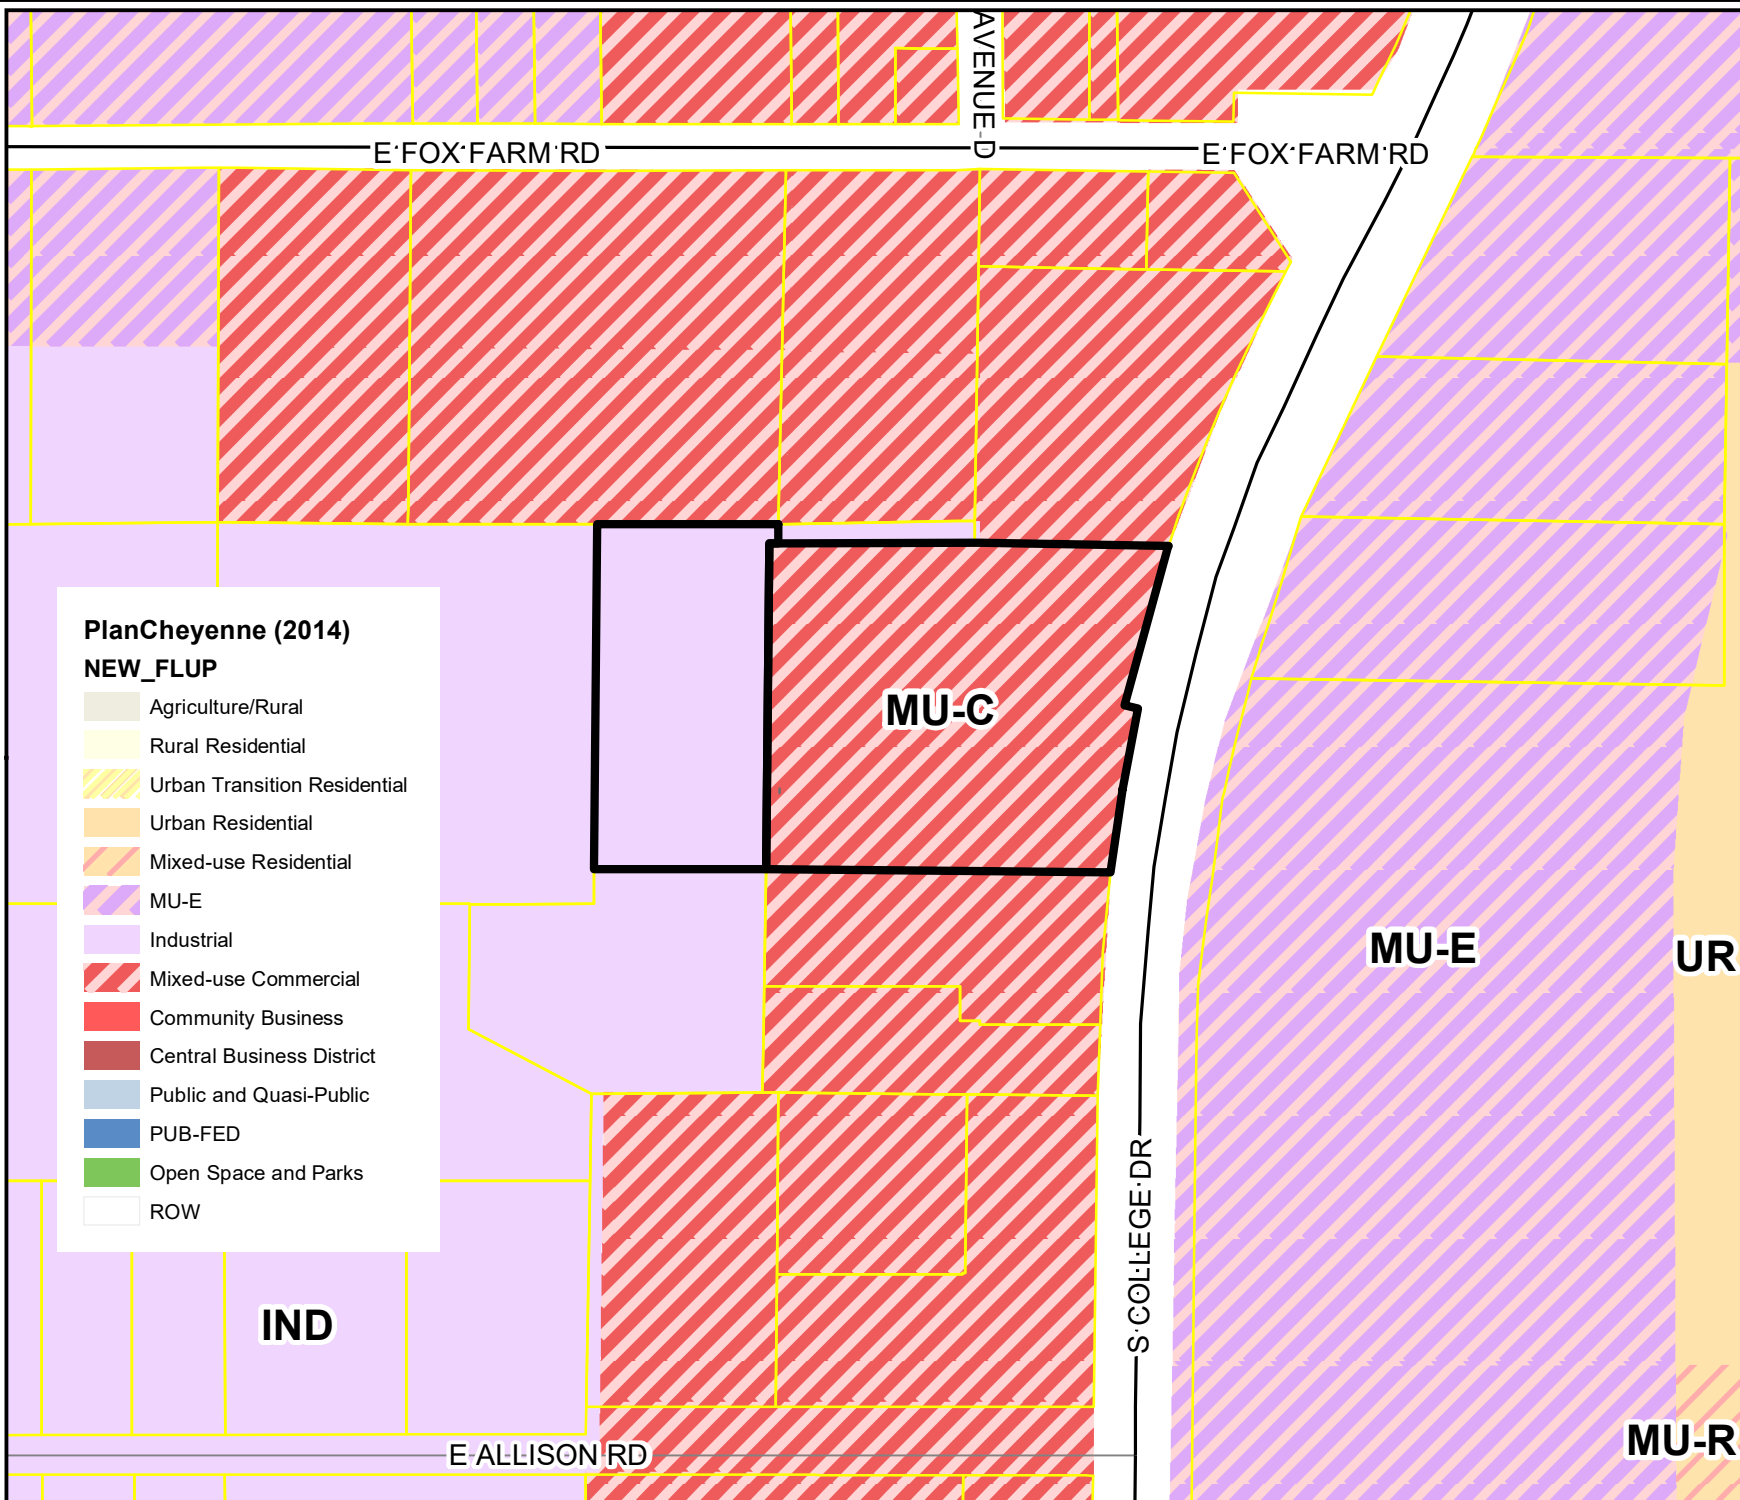 AVENUE D
E FOX FARM RD
E FOX FARM RD
PlanCheyenne (2014)
NEW_FLUP
Agriculture/Rural
Rural Residential
Urban Transition Residential
Urban Residential
Mixed-use Residential
MU-E
Industrial
Mixed-use Commercial
Community Business
Central Business District
Public and Quasi-Public
PUB-FED
Open Space and Parks
ROW
MU-C
MU-E
UR
S COLLEGE DR
IND
MU-R
E ALLISON RD